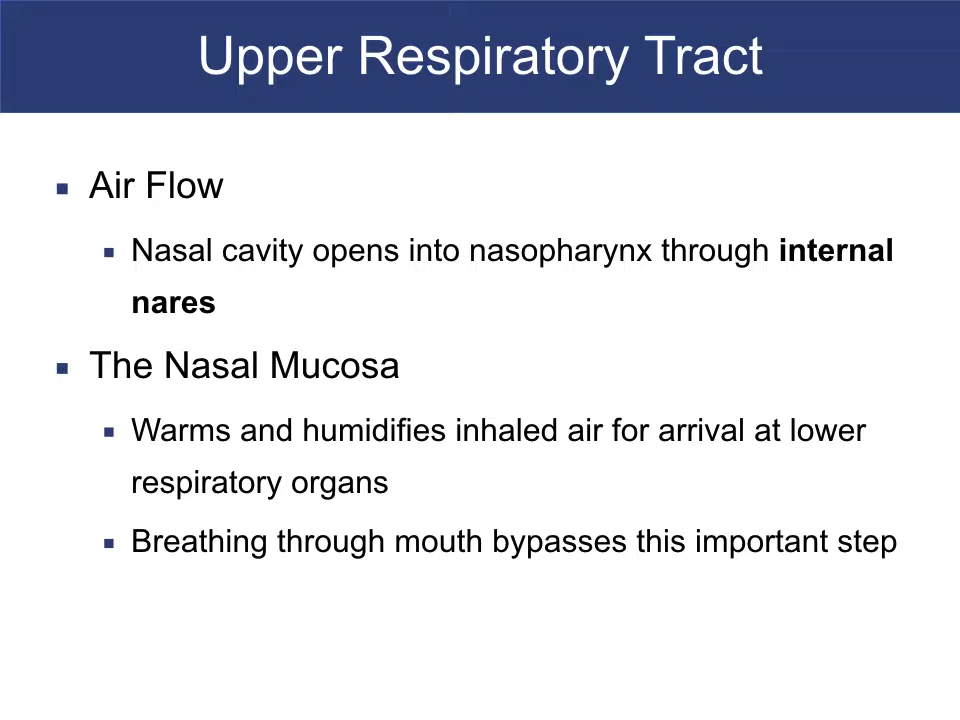 Upper Respiratory Tract
Air Flow
Nasal cavity opens into nasopharynx through internal
nares
The Nasal Mucosa
Warms and humidifies inhaled air for arrival at lower
respiratory organs
Breathing through mouth bypasses this important step